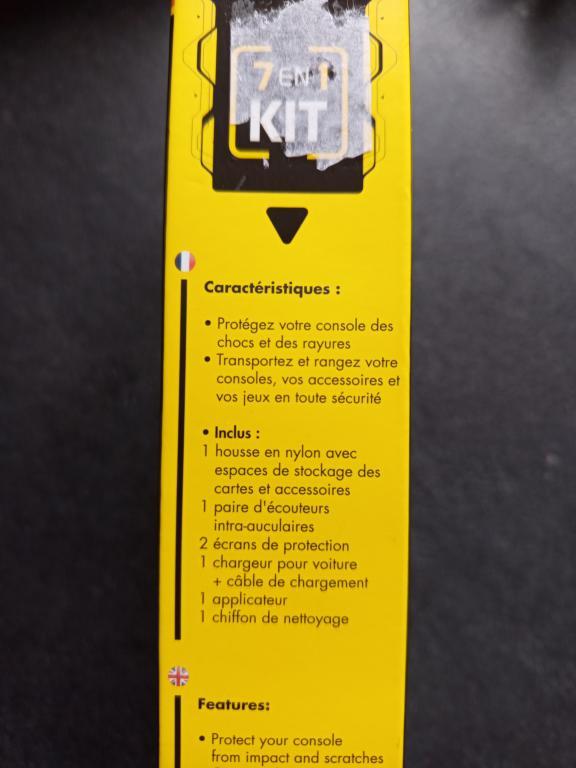 7 EN 1
KIT
Caractéristiques :
• Protégez votre console des
chocs et des rayures
• Transportez et rangez votre
consoles, vos accessoires et
vos jeux en toute sécurité
• Inclus :
1 housse en nylon avec
espaces de stockage des
cartes et accessoires
1 paire d'écouteurs
intra-auculaires
2 écrans de protection
1 chargeur pour voiture
+ câble de chargement
1 applicateur
1 chiffon de nettoyage
Features:
• Protect your console
from impact and scratches